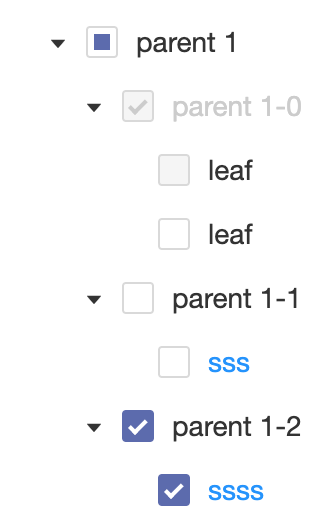 parent 1
parent 1-0
leaf
leaf
parent 1-1
sss
parent 1-2
ssss